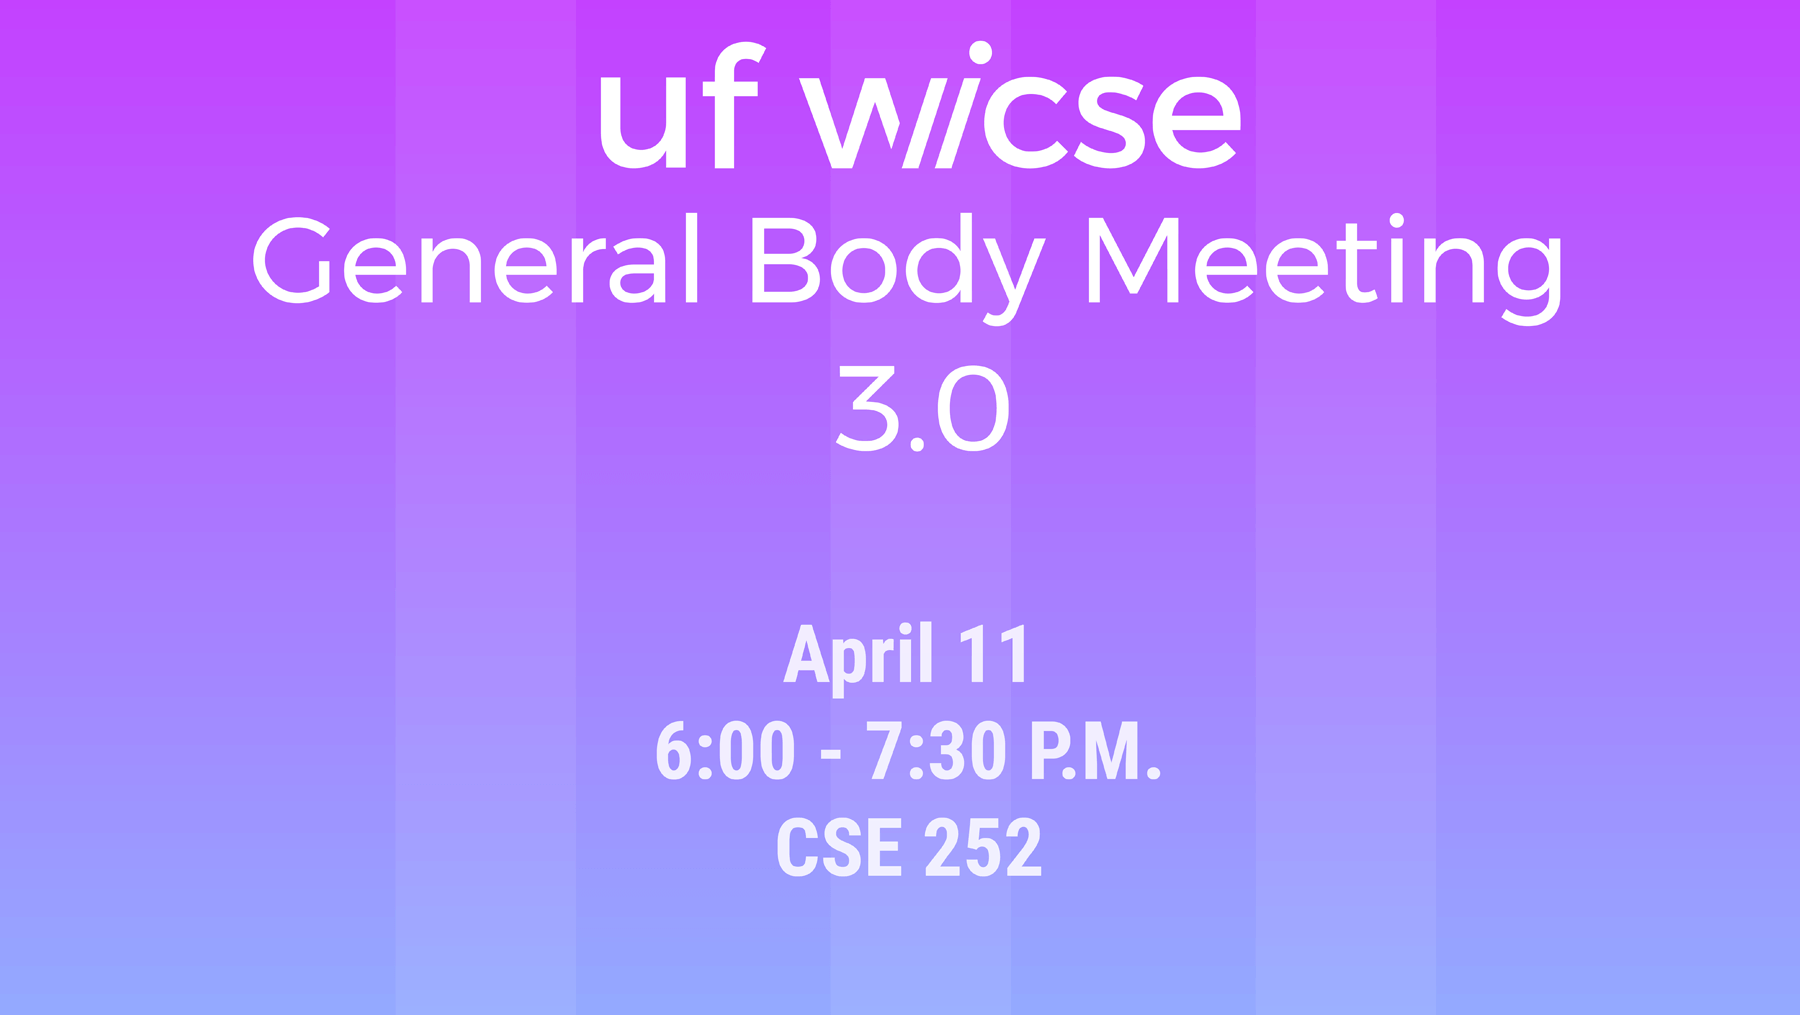 uf wicse
General Body Meeting
3.0
April 11
6:00 - 7:30 P.M.
CSE 252